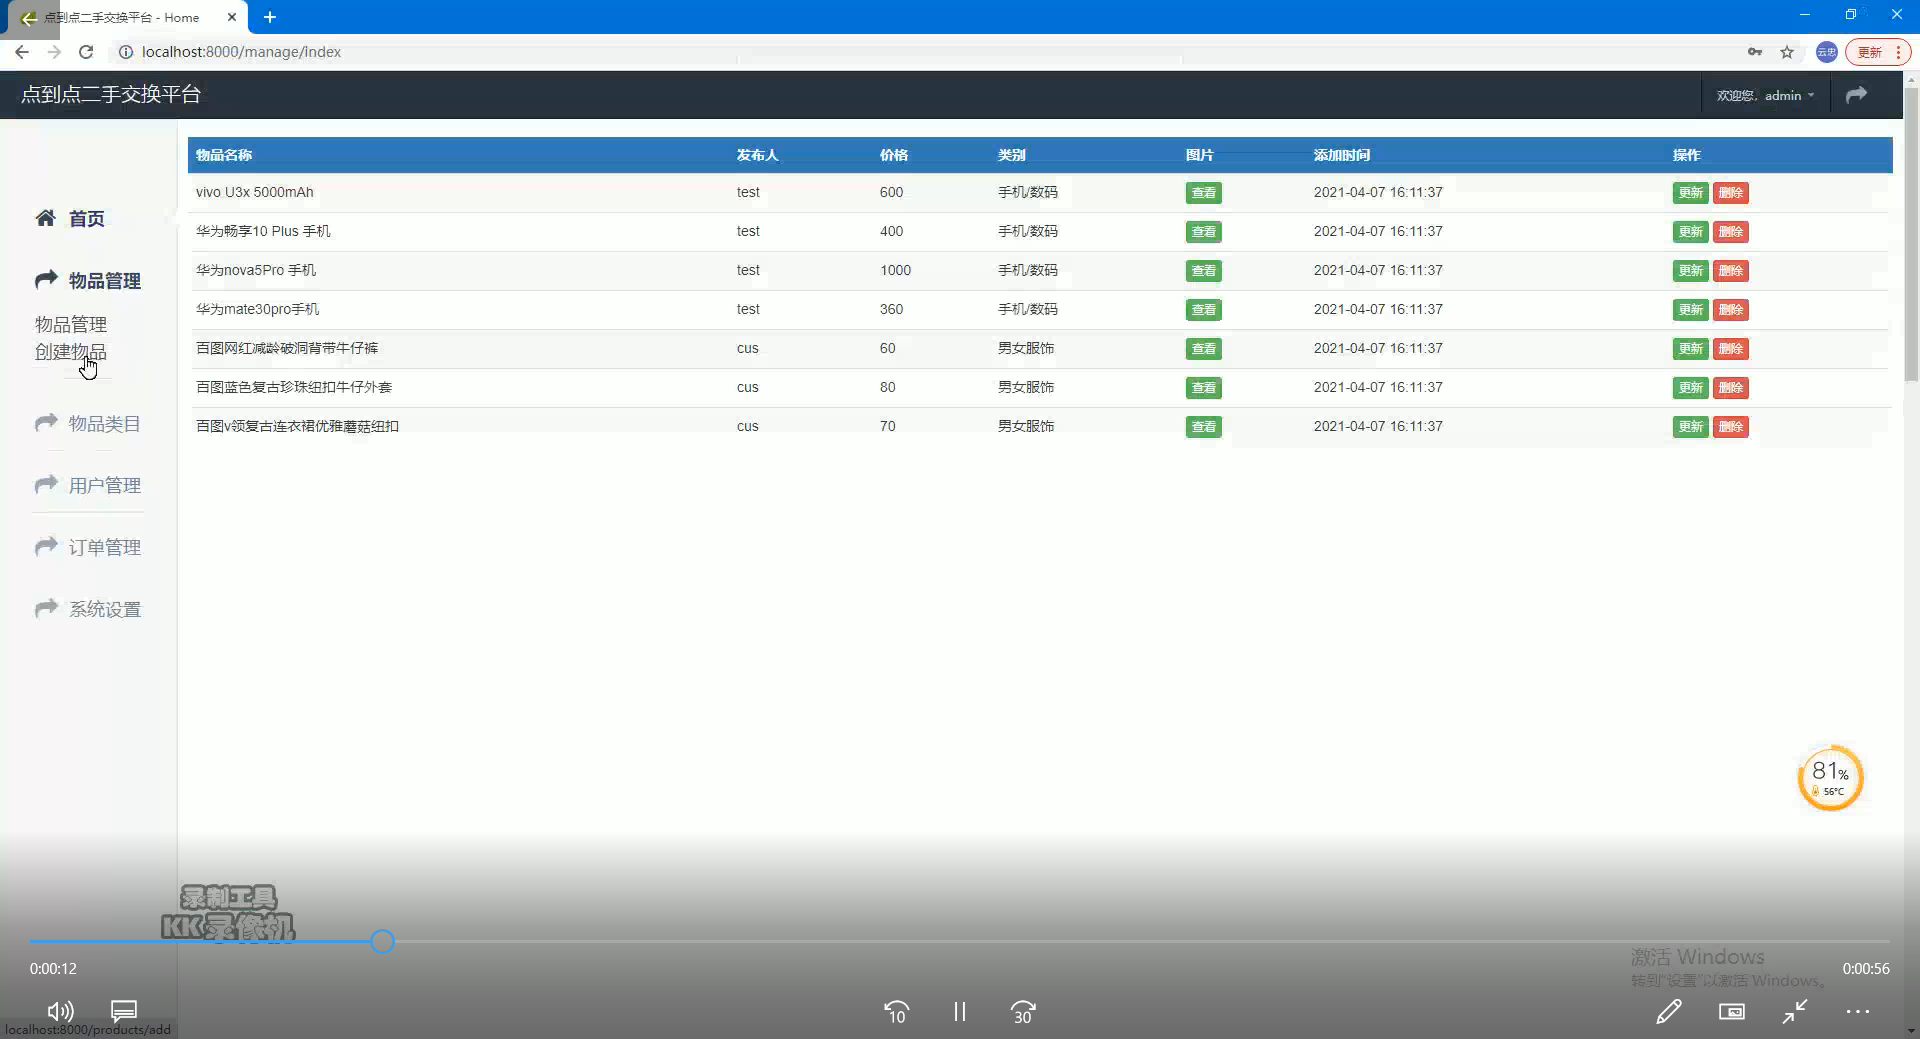 点到点二手交换平台 - Home
localhost:8000/manage/index
云忠
更新
点到点二手交换平台
欢迎您, admin
首页
物品管理
物品管理
创建物品
物品类目
用户管理
订单管理
系统设置
物品名称 发布人 价格 类别 图片 添加时间 操作
vivo U3x 5000mAh test 600 手机/数码 查看 2021-04-07 16:11:37 更新 删除
华为畅享10 Plus 手机 test 400 手机/数码 查看 2021-04-07 16:11:37 更新 删除
华为nova5Pro 手机 test 1000 手机/数码 查看 2021-04-07 16:11:37 更新 删除
华为mate30pro手机 test 360 手机/数码 查看 2021-04-07 16:11:37 更新 删除
百图网红减龄破洞背带牛仔裤 cus 60 男女服饰 查看 2021-04-07 16:11:37 更新 删除
百图蓝色复古珍珠纽扣牛仔外套 cus 80 男女服饰 查看 2021-04-07 16:11:37 更新 删除
百图v领复古连衣裙优雅蘑菇纽扣 cus 70 男女服饰 查看 2021-04-07 16:11:37 更新 删除
81%
56°C
录制工具
KK录像机
激活 Windows
转到"设置"以激活 Windows。
0:00:12
0:00:56
10
30
localhost:8000/products/add